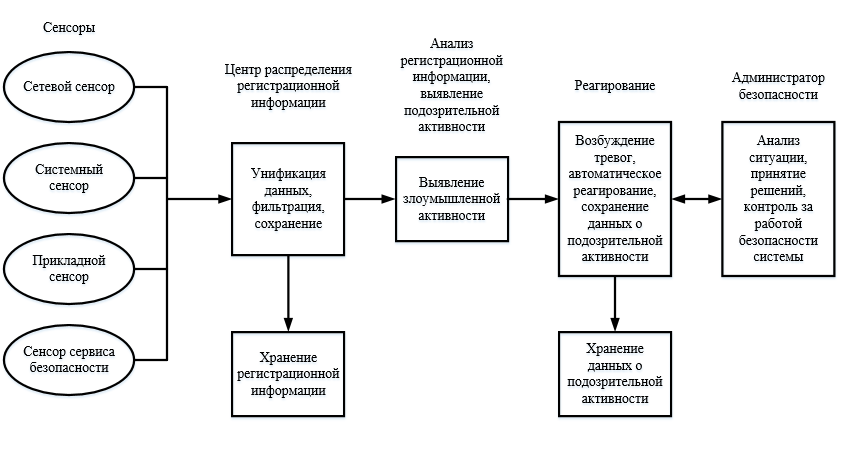 Сенсоры
Сетевой сенсор
Системный
сенсор
Прикладной
сенсор
Сенсор сервиса
безопасности
Центр распределения
регистрационной
информации
Унификация
данных,
фильтрация,
сохранение
Хранение
регистрационной
информации
Анализ
регистрационной
информации,
выявление
подозрительной
активности
Выявление
злоумышленной
активности
Реагирование
Возбуждение
тревог,
автоматическое
реагирование,
сохранение
данных о
подозрительной
активности
Хранение
данных о
подозрительной
активности
Администратор
безопасности
Анализ
ситуации,
принятие
решений,
контроль за
работой
безопасности
системы